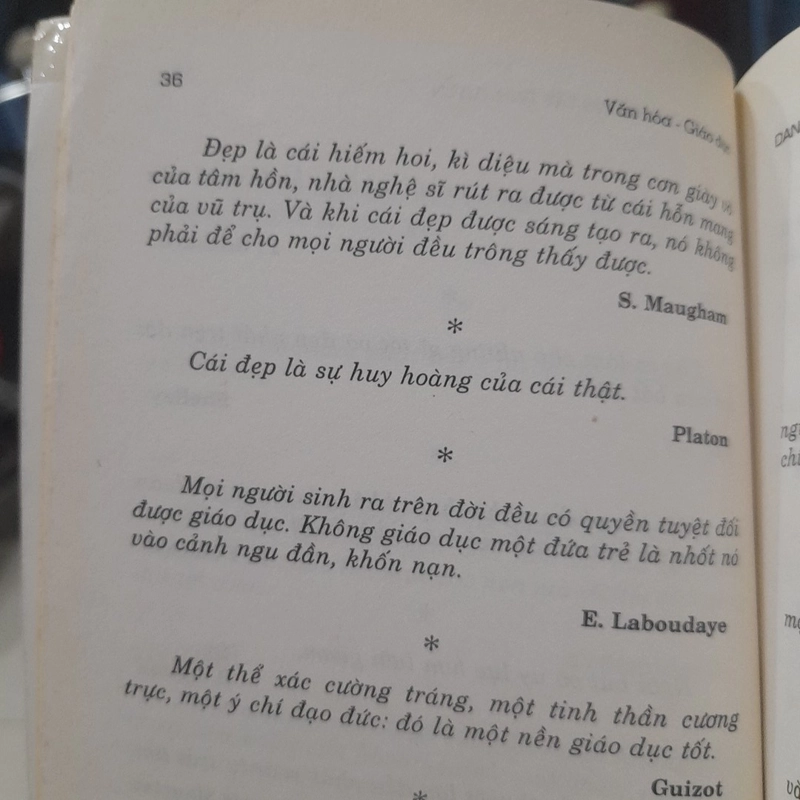 36
Văn hóa - Giáo dục
Đẹp là cái hiếm hoi, kì diệu mà trong cơn giày vò
của tâm hồn, nhà nghệ sĩ rút ra được từ cái hỗn mang
của vũ trụ. Và khi cái đẹp được sáng tạo ra, nó không
phải để cho mọi người đều trông thấy được.
S. Maugham
*
Cái đẹp là sự huy hoàng của cái thật.
Platon
*
Mọi người sinh ra trên đời đều có quyền tuyệt đối
được giáo dục. Không giáo dục một đứa trẻ là nhốt nó
vào cảnh ngu đần, khốn nạn.
E. Laboudaye
*
Một thể xác cường tráng, một tinh thần cương
trực, một ý chí đạo đức: đó là một nền giáo dục tốt.
Guizot
*
DAN